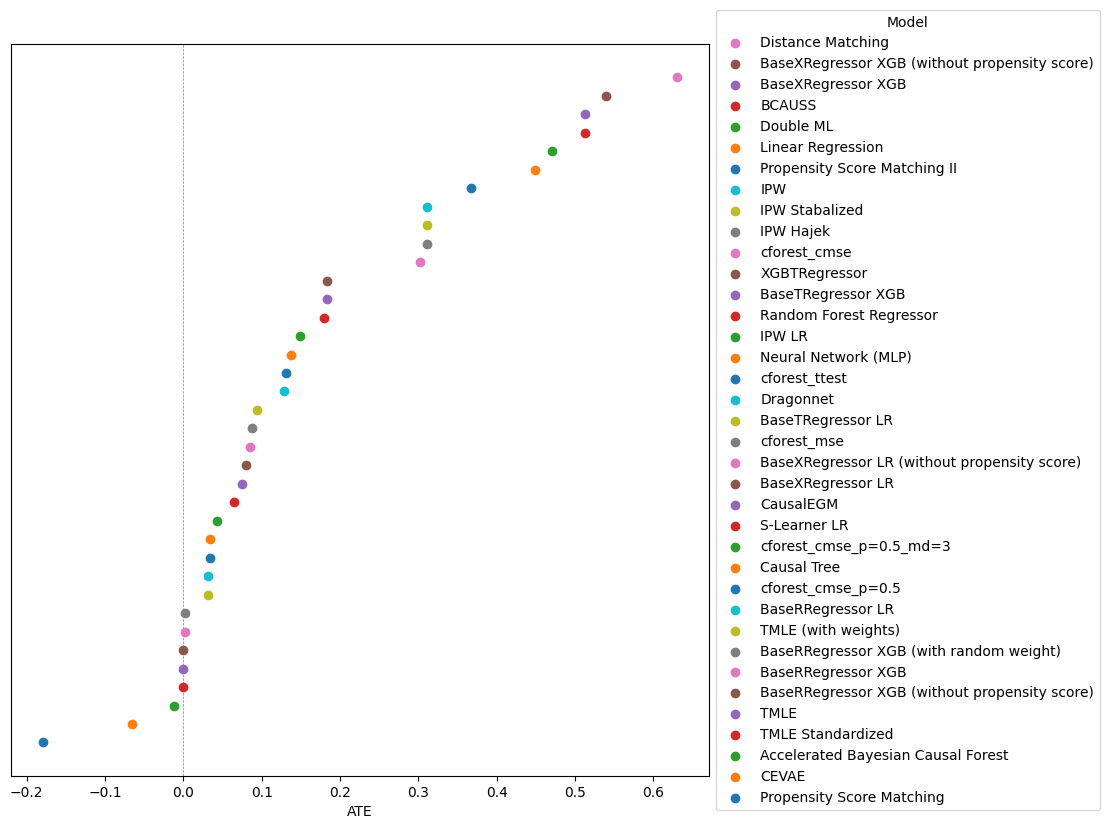 Model
Distance Matching
BaseXRegressor XGB (without propensity score)
BaseXRegressor XGB
BCAUSS
Double ML
Linear Regression
Propensity Score Matching II
IPW
IPW Stabalized
IPW Hajek
cforest_cmse
XGBTRegressor
BaseTRegressor XGB
Random Forest Regressor
IPW LR
Neural Network (MLP)
cforest_ttest
Dragonnet
BaseTRegressor LR
cforest_mse
BaseXRegressor LR (without propensity score)
BaseXRegressor LR
CausalEGM
S-Learner LR
cforest_cmse_p=0.5_md=3
Causal Tree
cforest_cmse_p=0.5
BaseRRegressor LR
TMLE (with weights)
BaseRRegressor XGB (with random weight)
BaseRRegressor XGB
BaseRRegressor XGB (without propensity score)
TMLE
TMLE Standardized
Accelerated Bayesian Causal Forest
CEVAE
Propensity Score Matching
−0.2 −0.1 0.0 0.1 0.2 0.3 0.4 0.5 0.6
ATE